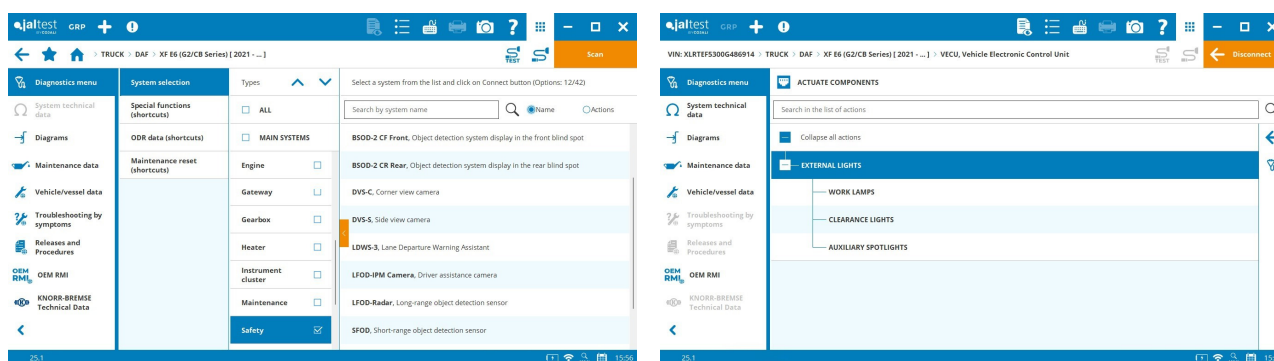 jaltest GRP
BY COJALI
TRUCK > DAF > XF E6 (G2/CB Series) [ 2021 - ... ]
TEST
Scan
Diagnostics menu
System technical
data
Diagrams
Maintenance data
Vehicle/vessel data
Troubleshooting by
symptoms
Releases and
Procedures
OEM RMI OEM RMI
KNORR-BREMSE
Technical Data
System selection
Special functions
(shortcuts)
ODR data (shortcuts)
Maintenance reset
(shortcuts)
Types
ALL
MAIN SYSTEMS
Engine
Gateway
Gearbox
Heater
Instrument
cluster
Maintenance
Safety
Select a system from the list and click on Connect button (Options: 12/42)
Search by system name
Name Actions
BSOD-2 CF Front, Object detection system display in the front blind spot
BSOD-2 CR Rear, Object detection system display in the rear blind spot
DVS-C, Corner view camera
DVS-S, Side view camera
LDWS-3, Lane Departure Warning Assistant
LFOD-IPM Camera, Driver assistance camera
LFOD-Radar, Long-range object detection sensor
SFOD, Short-range object detection sensor
25.1
15:56
jaltest GRP
BY COJALI
VIN: XLRTEF5300G486914 > TRUCK > DAF > XF E6 (G2/CB Series) [ 2021 - ... ] > VECU, Vehicle Electronic Control Unit
TEST
Disconnect
Diagnostics menu
System technical
data
Diagrams
Maintenance data
Vehicle/vessel data
Troubleshooting by
symptoms
Releases and
Procedures
OEM RMI OEM RMI
KNORR-BREMSE
Technical Data
ACTUATE COMPONENTS
Search in the list of actions
Collapse all actions
EXTERNAL LIGHTS
WORK LAMPS
CLEARANCE LIGHTS
AUXILIARY SPOTLIGHTS
25.1